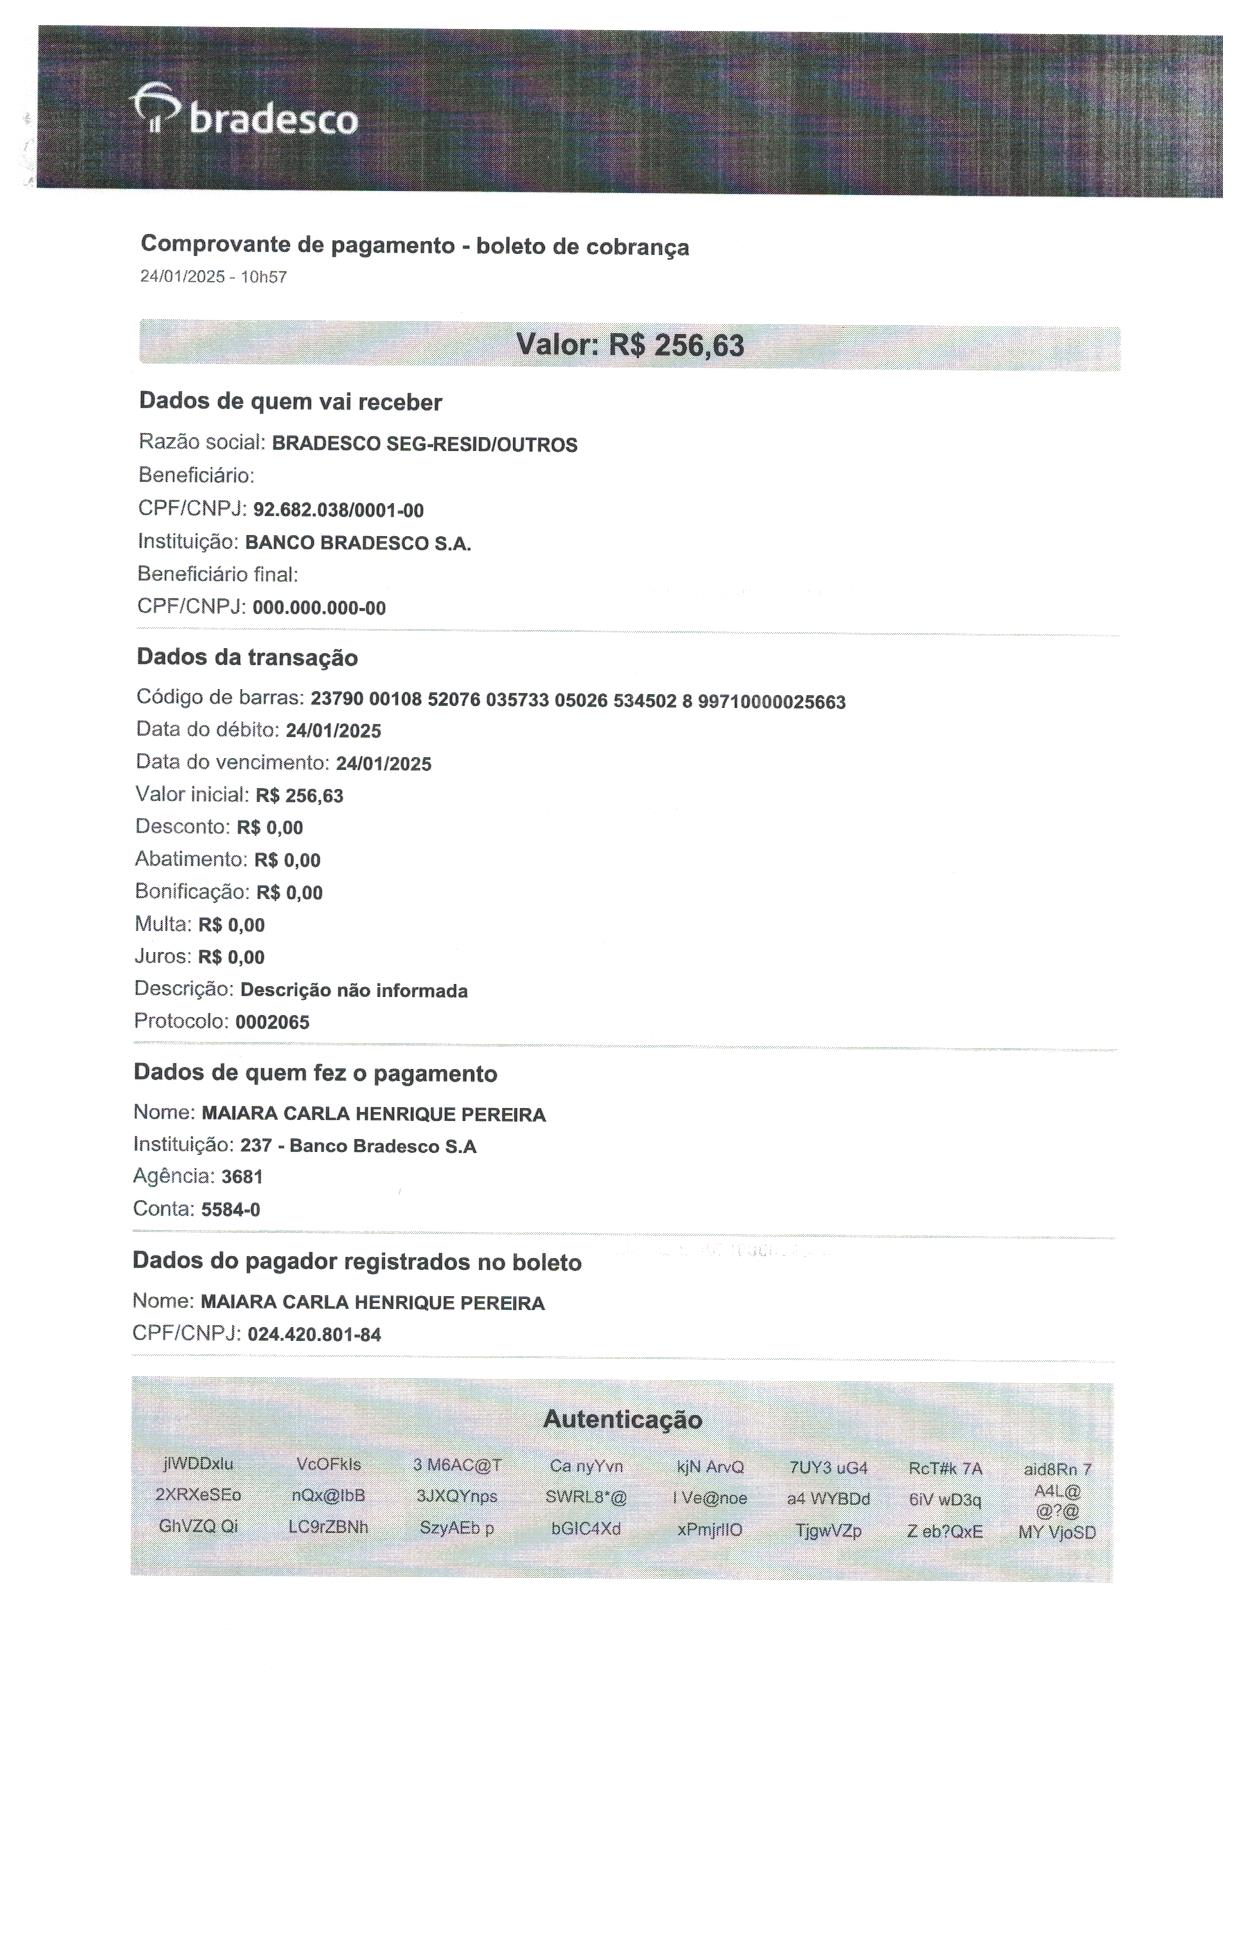 bradesco
Comprovante de pagamento - boleto de cobrança
24/01/2025 - 10h57
Valor: R$ 256,63
Dados de quem vai receber
Razão social: BRADESCO SEG-RESID/OUTROS
Beneficiário:
CPF/CNPJ: 92.682.038/0001-00
Instituição: BANCO BRADESCO S.A.
Beneficiário final:
CPF/CNPJ: 000.000.000-00
Dados da transação
Código de barras: 23790 00108 52076 035733 05026 534502 8 99710000025663
Data do débito: 24/01/2025
Data do vencimento: 24/01/2025
Valor inicial: R$ 256,63
Desconto: R$ 0,00
Abatimento: R$ 0,00
Bonificação: R$ 0,00
Multa: R$ 0,00
Juros: R$ 0,00
Descrição: Descrição não informada
Protocolo: 0002065
Dados de quem fez o pagamento
Nome: MAIARA CARLA HENRIQUE PEREIRA
Instituição: 237 - Banco Bradesco S.A
Agência: 3681
Conta: 5584-0
Dados do pagador registrados no boleto
Nome: MAIARA CARLA HENRIQUE PEREIRA
CPF/CNPJ: 024.420.801-84
Autenticação
jIWDDxlu VcOFkIs 3 M6AC@T Ca nyYvn kjN ArvQ 7UY3 uG4 RcT#k 7A aid8Rn 7
2XRXeSEo nQx@IbB 3JXQYnps SWRL8*@ I Ve@noe a4 WYBDd 6iV wD3q A4L@
@?@
GhVZQ Qi LC9rZBNh SzyAEb p bGIC4Xd xPmjrIIO TjgwVZp Z eb?QxE MY VjoSD